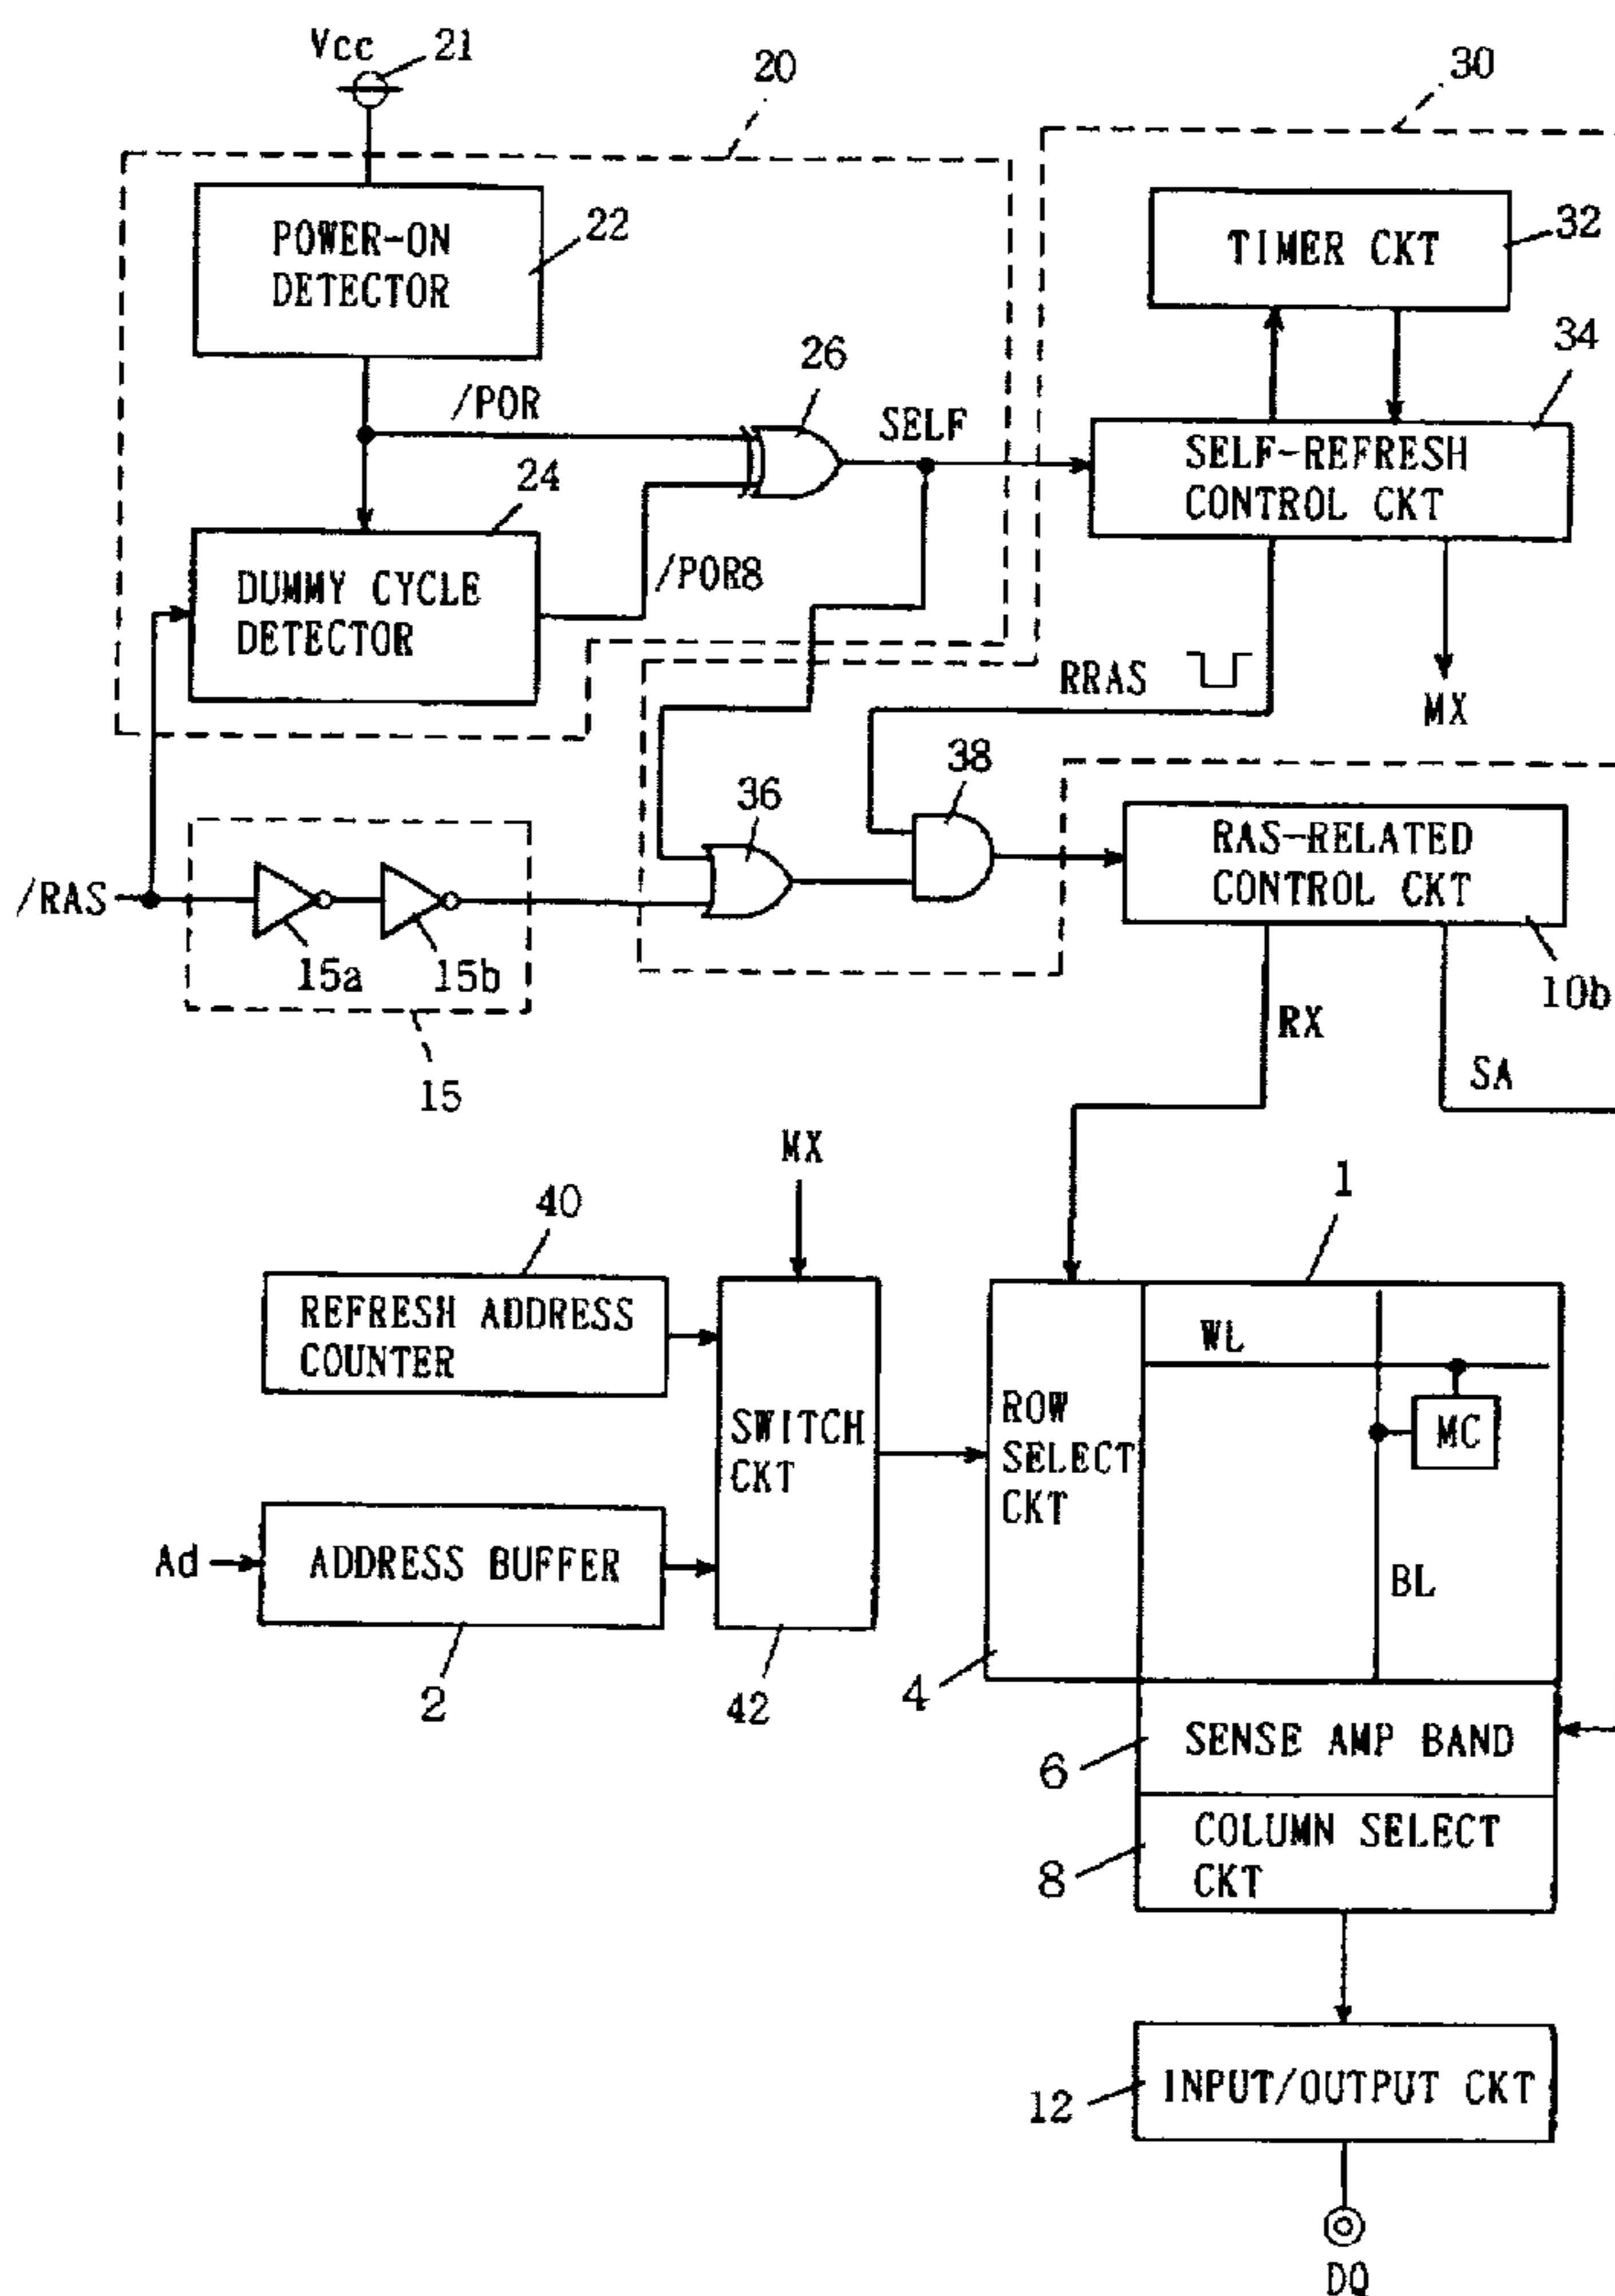 Vcc
21
20
30
POWER-ON
DETECTOR
22
TIMER CKT
32
26
34
/POR
SELF
SELF-REFRESH
CONTROL CKT
24
DUMMY CYCLE
DETECTOR
/POR8
RRAS
MX
36
38
RAS-RELATED
CONTROL CKT
/RAS
15a
15b
10b
15
RX
SA
MX
40
1
REFRESH ADDRESS
COUNTER
WL
MC
SWITCH
CKT
ROW
SELECT
CKT
Ad
ADDRESS BUFFER
BL
2
42
4
6
SENSE AMP BAND
8
COLUMN SELECT
CKT
12
INPUT/OUTPUT CKT
DQ